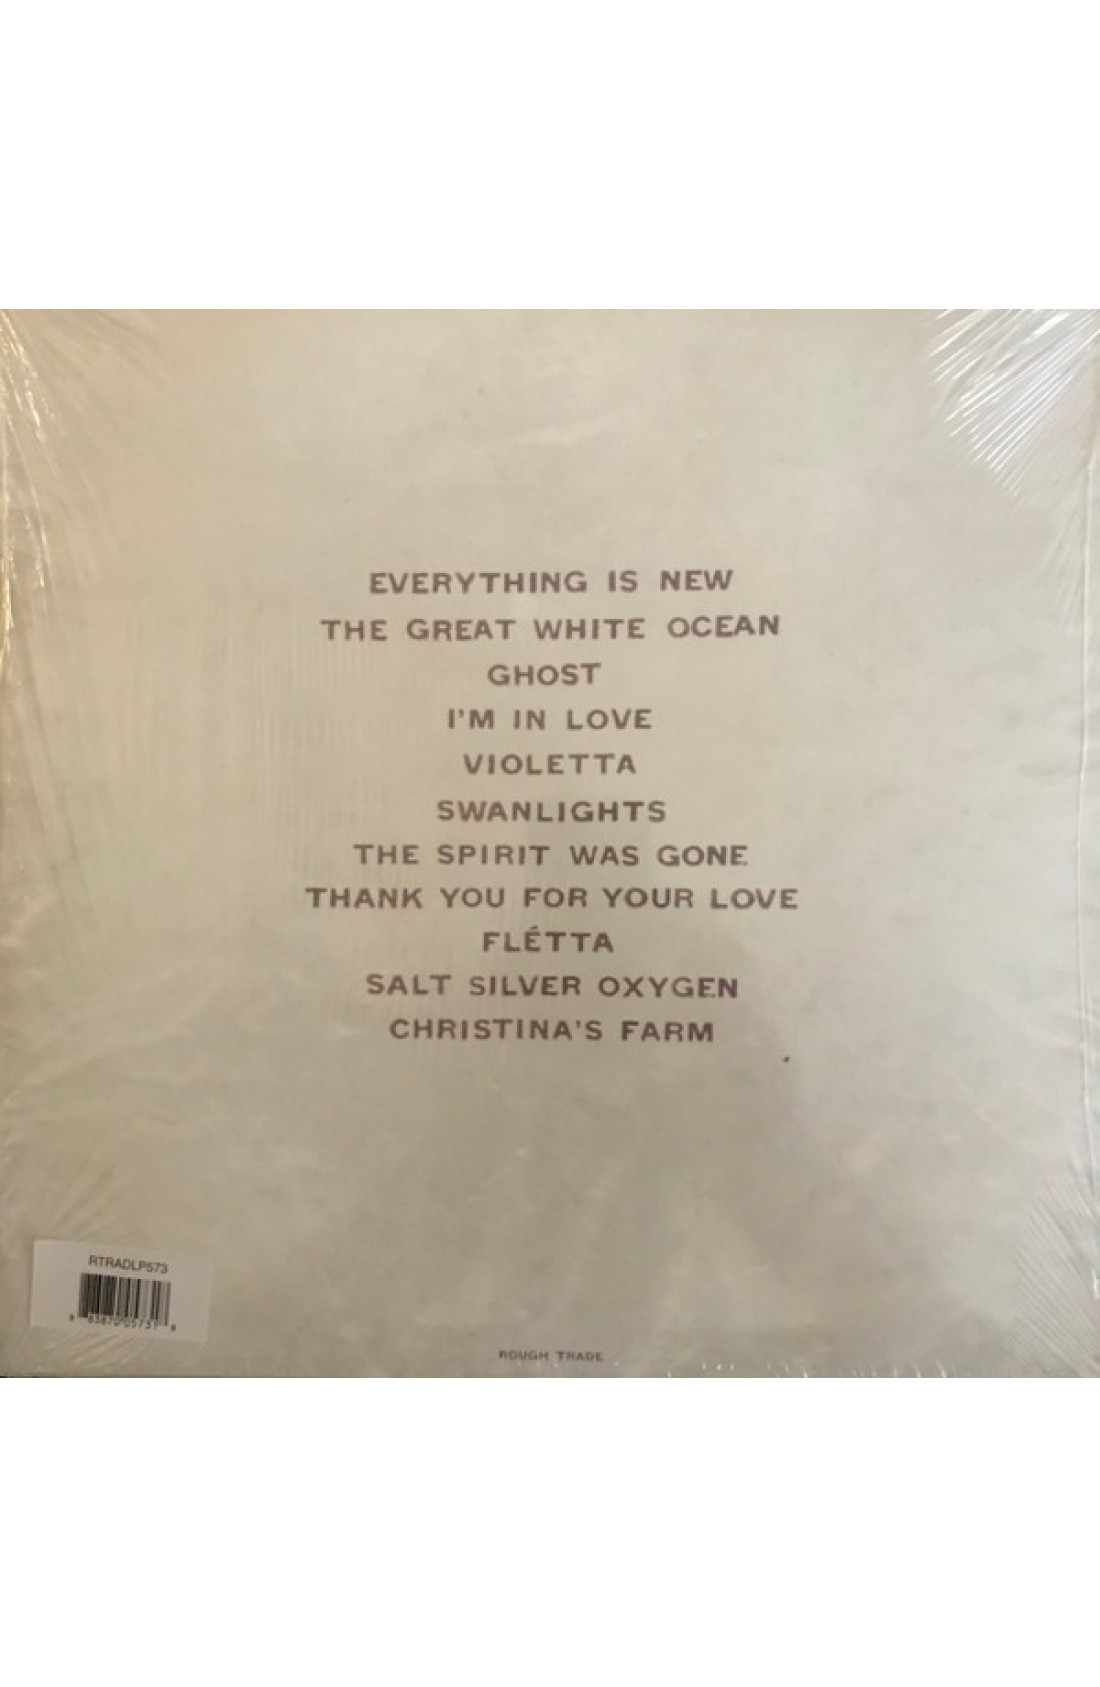 EVERYTHING IS NEW
THE GREAT WHITE OCEAN
GHOST
I'M IN LOVE
VIOLETTA
SWANLIGHTS
THE SPIRIT WAS GONE
THANK YOU FOR YOUR LOVE
FLÉTTA
SALT SILVER OXYGEN
CHRISTINA'S FARM
RTRADLP573
ROUGH TRADE